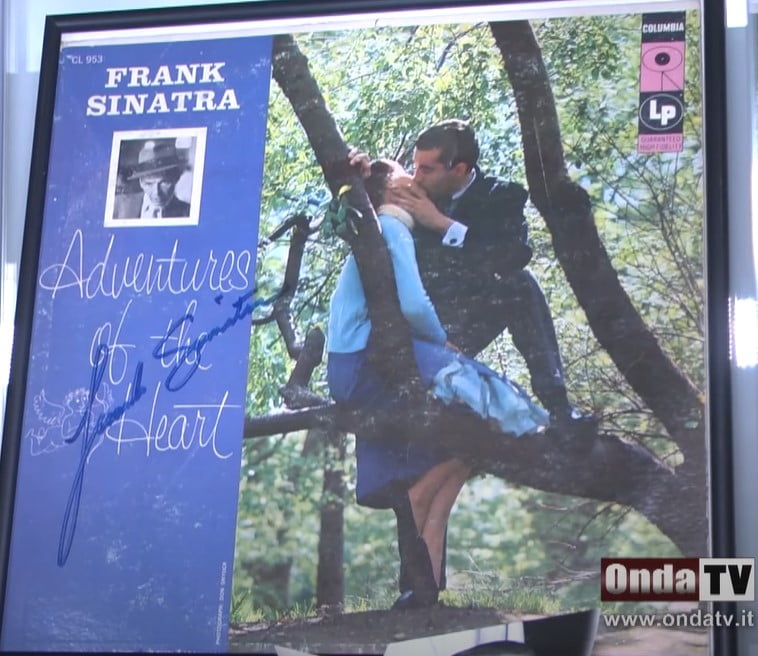 CL 953
FRANK
SINATRA
Adventures
of the
Heart
Frank Sinatra
COLUMBIA
LP
GUARANTEED
HIGH FIDELITY
OndaTV
www.ondatv.it